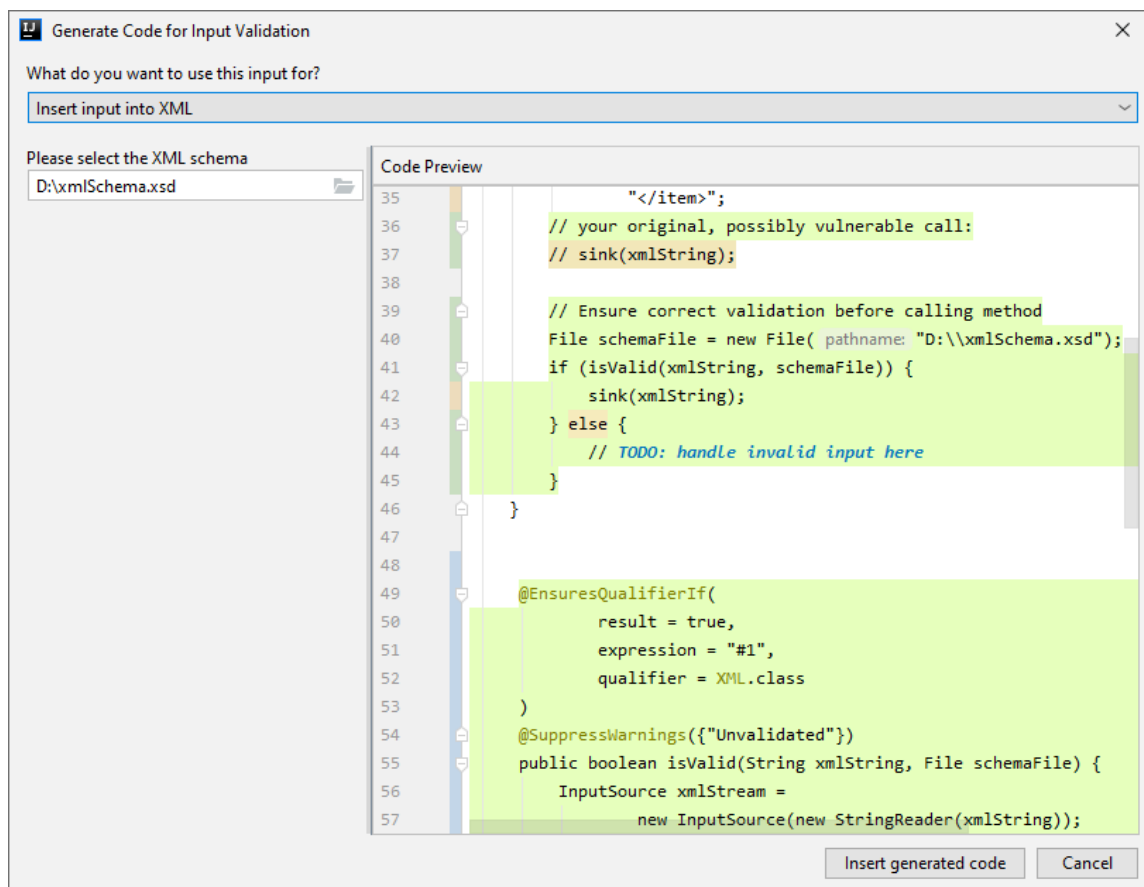 IJ Generate Code for Input Validation
What do you want to use this input for?
Insert input into XML
Please select the XML schema
D:\xmlSchema.xsd
Code Preview
35 "</item>";
36 // your original, possibly vulnerable call:
37 // sink(xmlString);
38
39 // Ensure correct validation before calling method
40 File schemaFile = new File( pathname: "D:\\xmlSchema.xsd");
41 if (isValid(xmlString, schemaFile)) {
42 sink(xmlString);
43 } else {
44 // TODO: handle invalid input here
45 }
46 }
47
48
49 @EnsuresQualifierIf(
50 result = true,
51 expression = "#1",
52 qualifier = XML.class
53 )
54 @SuppressWarnings({"Unvalidated"})
55 public boolean isValid(String xmlString, File schemaFile) {
56 InputSource xmlStream =
57 new InputSource(new StringReader(xmlString));
Insert generated code
Cancel